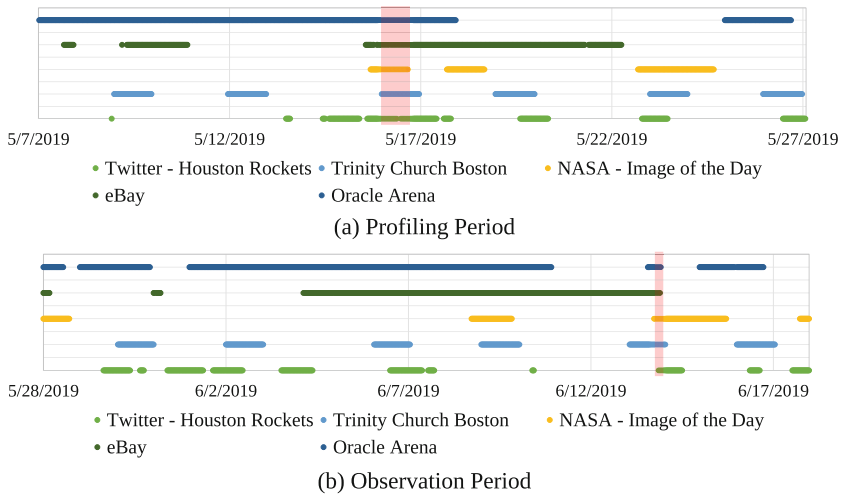 5/7/2019 5/12/2019 5/17/2019 5/22/2019 5/27/2019
Twitter - Houston Rockets Trinity Church Boston NASA - Image of the Day
eBay Oracle Arena
(a) Profiling Period
5/28/2019 6/2/2019 6/7/2019 6/12/2019 6/17/2019
Twitter - Houston Rockets Trinity Church Boston NASA - Image of the Day
eBay Oracle Arena
(b) Observation Period